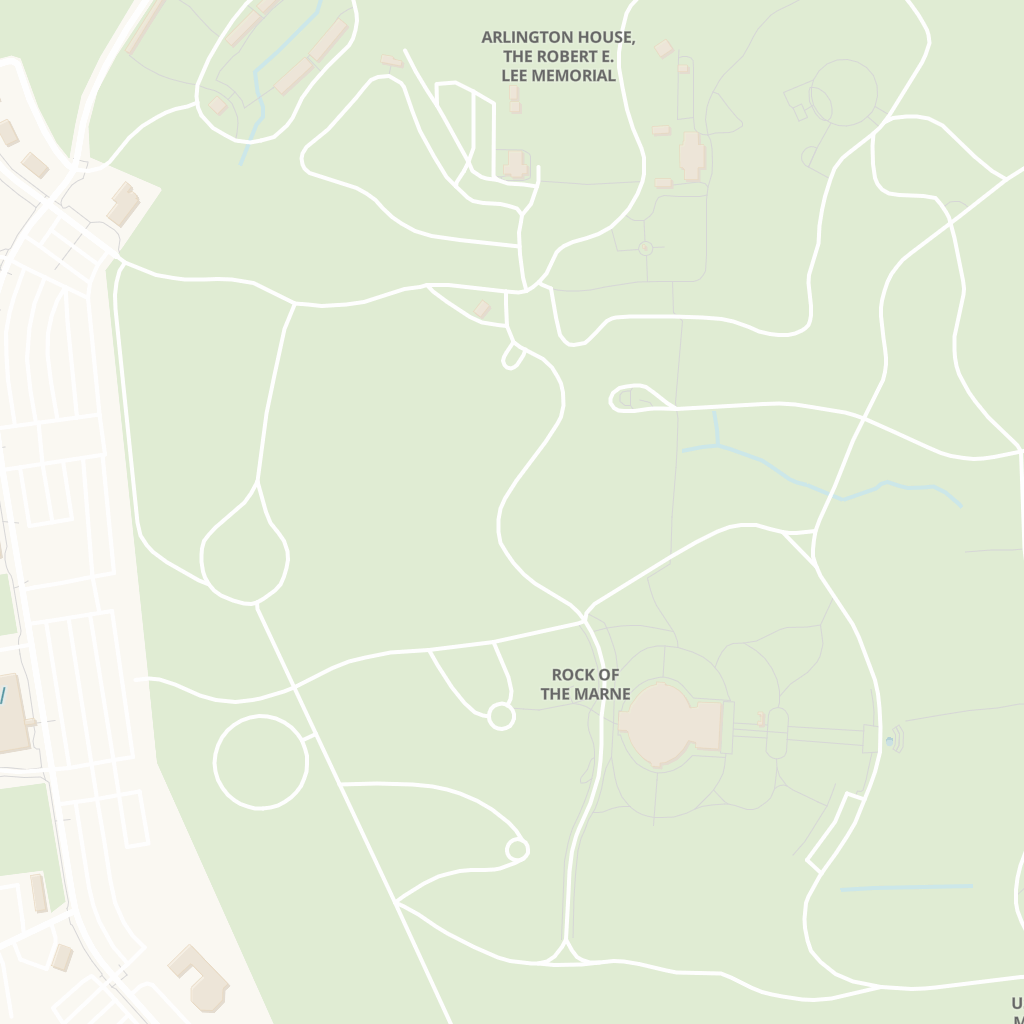 ARLINGTON HOUSE,
THE ROBERT E.
LEE MEMORIAL
ROCK OF
THE MARNE